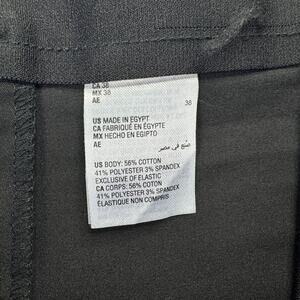 CA 38
MX 38
AE
38
US MADE IN EGYPT
CA FABRIQUÉ EN ÉGYPTE
MX HECHO EN EGIPTO
AE
صنع في مصر
US BODY: 56% COTTON
41% POLYESTER 3% SPANDEX
EXCLUSIVE OF ELASTIC
CA CORPS: 56% COTON
41% POLYESTER 3% SPANDEX
ÉLASTIQUE NON COMPRIS